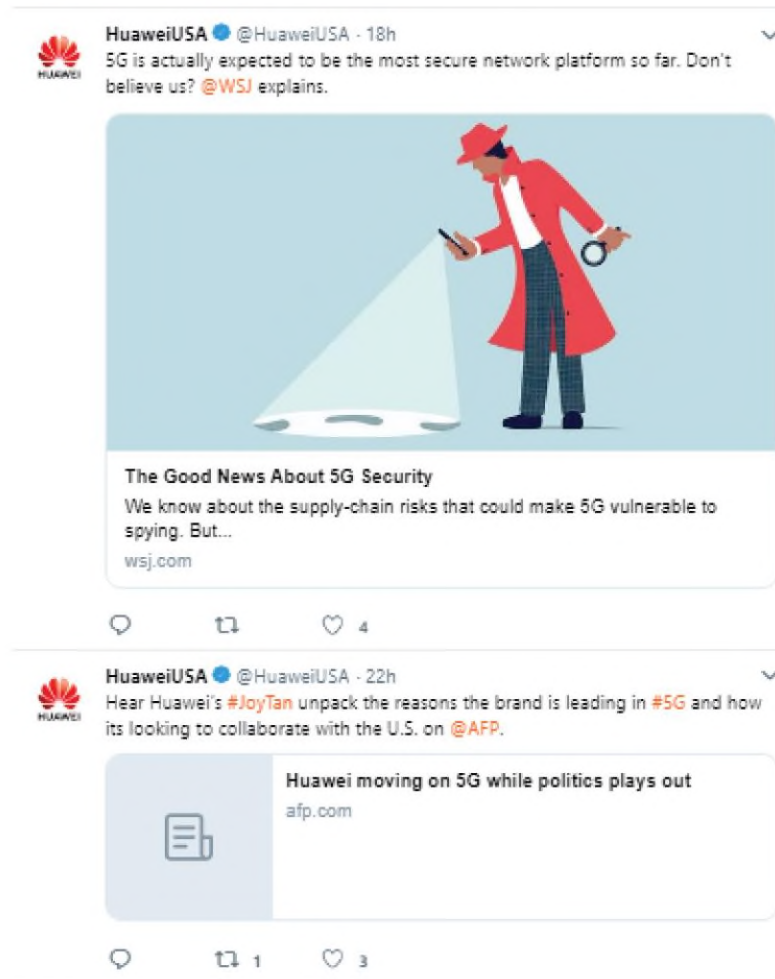 HuaweiUSA @HuaweiUSA · 18h
HUAWEI
5G is actually expected to be the most secure network platform so far. Don't
believe us? @WSJ explains.
The Good News About 5G Security
We know about the supply-chain risks that could make 5G vulnerable to
spying. But...
wsj.com
4
HuaweiUSA @HuaweiUSA · 22h
HUAWEI
Hear Huawei's #JoyTan unpack the reasons the brand is leading in #5G and how
its looking to collaborate with the U.S. on @AFP.
Huawei moving on 5G while politics plays out
afp.com
1 3